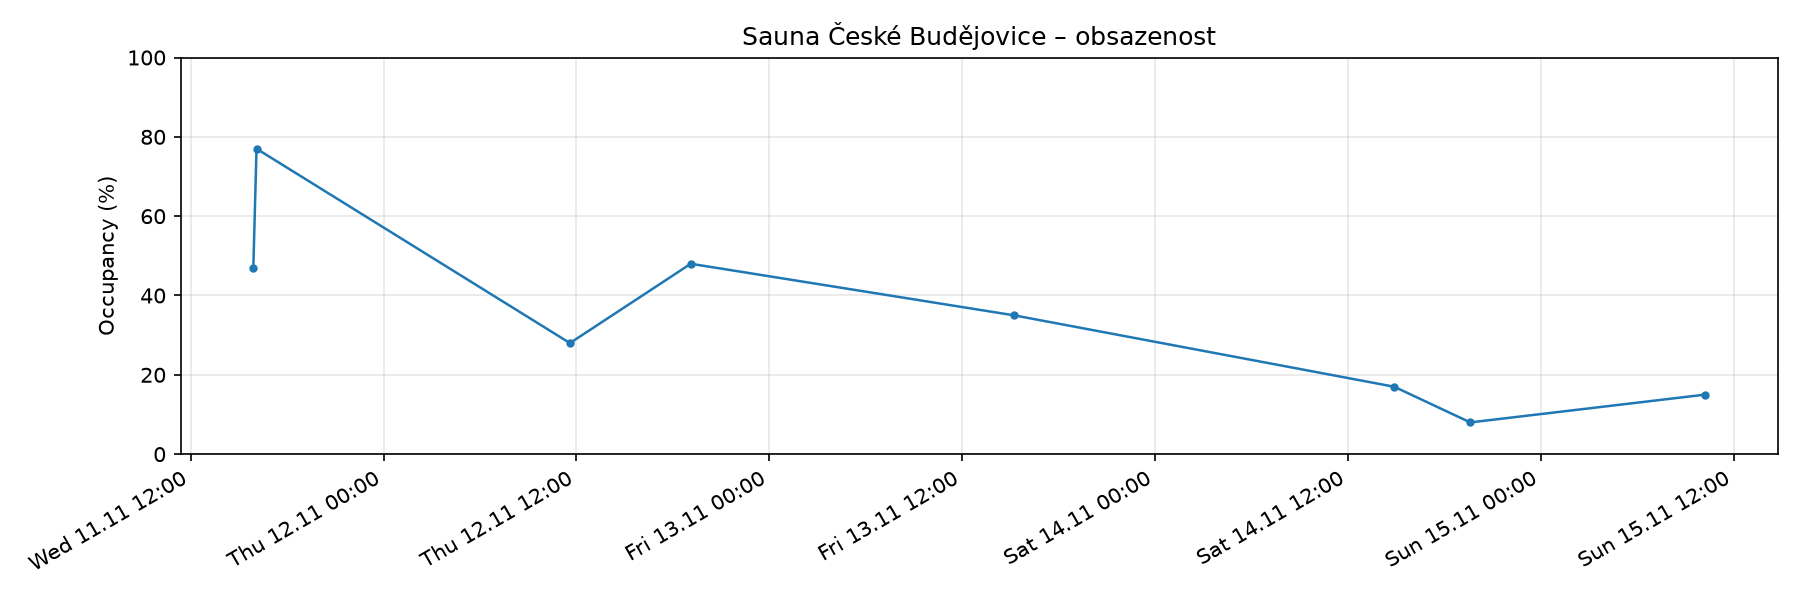 Sauna České Budějovice – obsazenost
Occupancy (%)
100
80
60
40
20
0
Wed 11.11 12:00
Thu 12.11 00:00
Thu 12.11 12:00
Fri 13.11 00:00
Fri 13.11 12:00
Sat 14.11 00:00
Sat 14.11 12:00
Sun 15.11 00:00
Sun 15.11 12:00